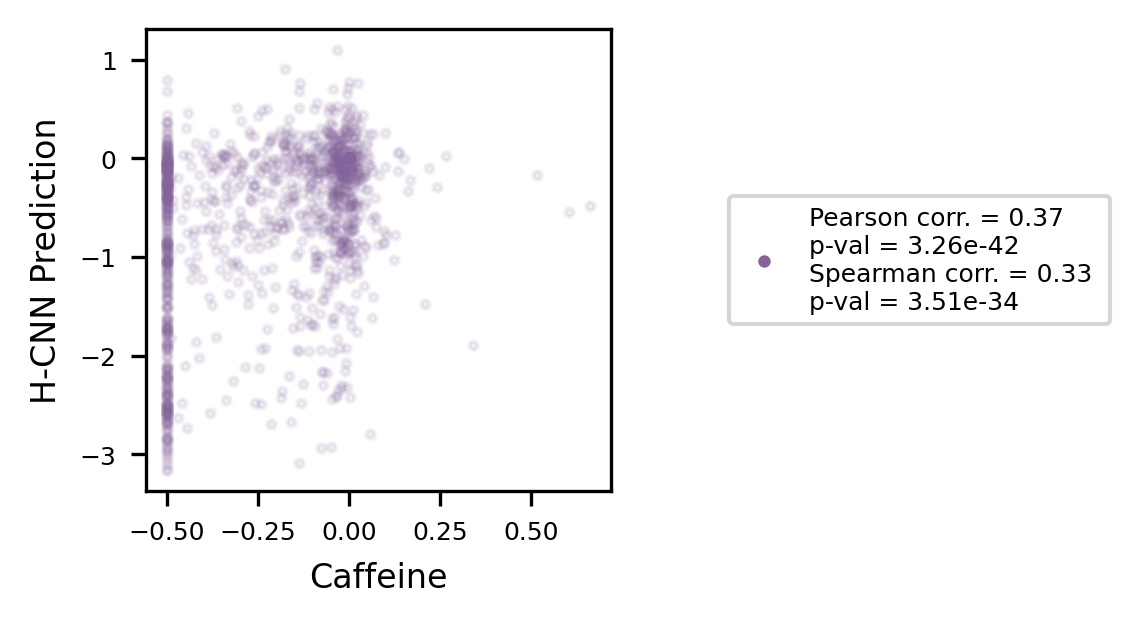 1
0
−1
−2
−3
H-CNN Prediction
−0.50 −0.25 0.00 0.25 0.50
Caffeine
Pearson corr. = 0.37
p-val = 3.26e-42
Spearman corr. = 0.33
p-val = 3.51e-34